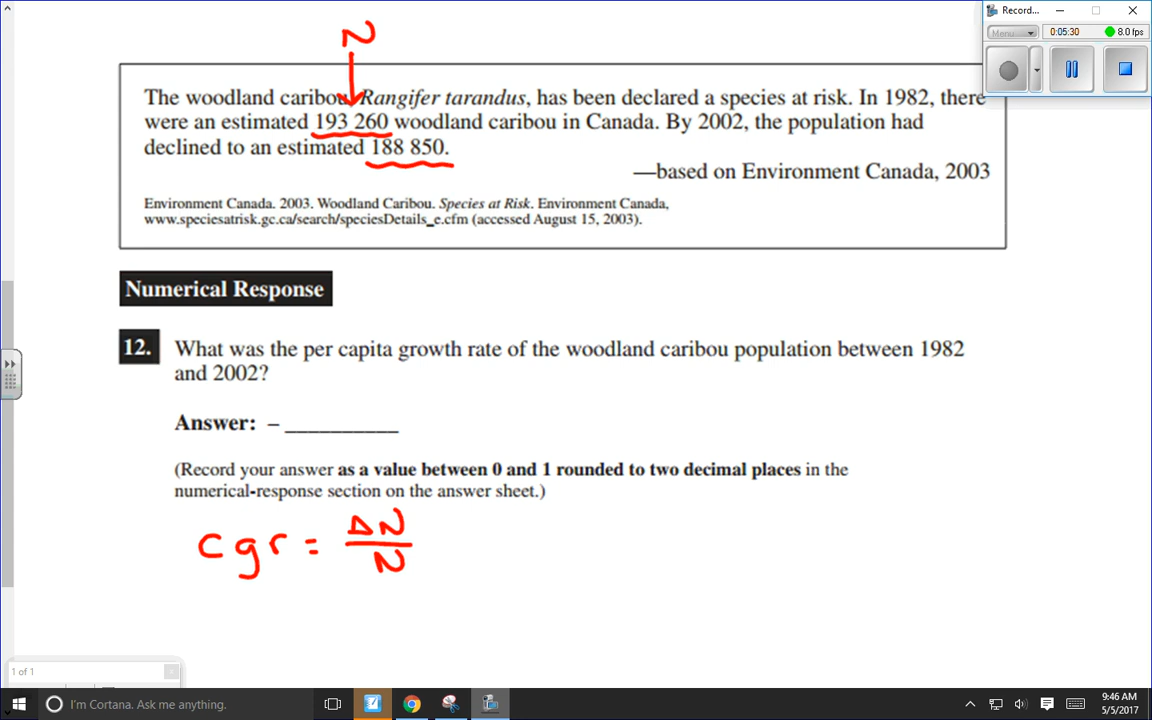 Record...
Menu
0:05:30
8.0 fps
N
The woodland caribou, Rangifer tarandus, has been declared a species at risk. In 1982, there
were an estimated 193 260 woodland caribou in Canada. By 2002, the population had
declined to an estimated 188 850.
—based on Environment Canada, 2003
Environment Canada. 2003. Woodland Caribou. Species at Risk. Environment Canada,
www.speciesatrisk.gc.ca/search/speciesDetails_e.cfm (accessed August 15, 2003).
Numerical Response
12. What was the per capita growth rate of the woodland caribou population between 1982
and 2002?
Answer: – __________
(Record your answer as a value between 0 and 1 rounded to two decimal places in the
numerical-response section on the answer sheet.)
cgr = ΔN
N
1 of 1
I'm Cortana. Ask me anything.
9:46 AM
5/5/2017